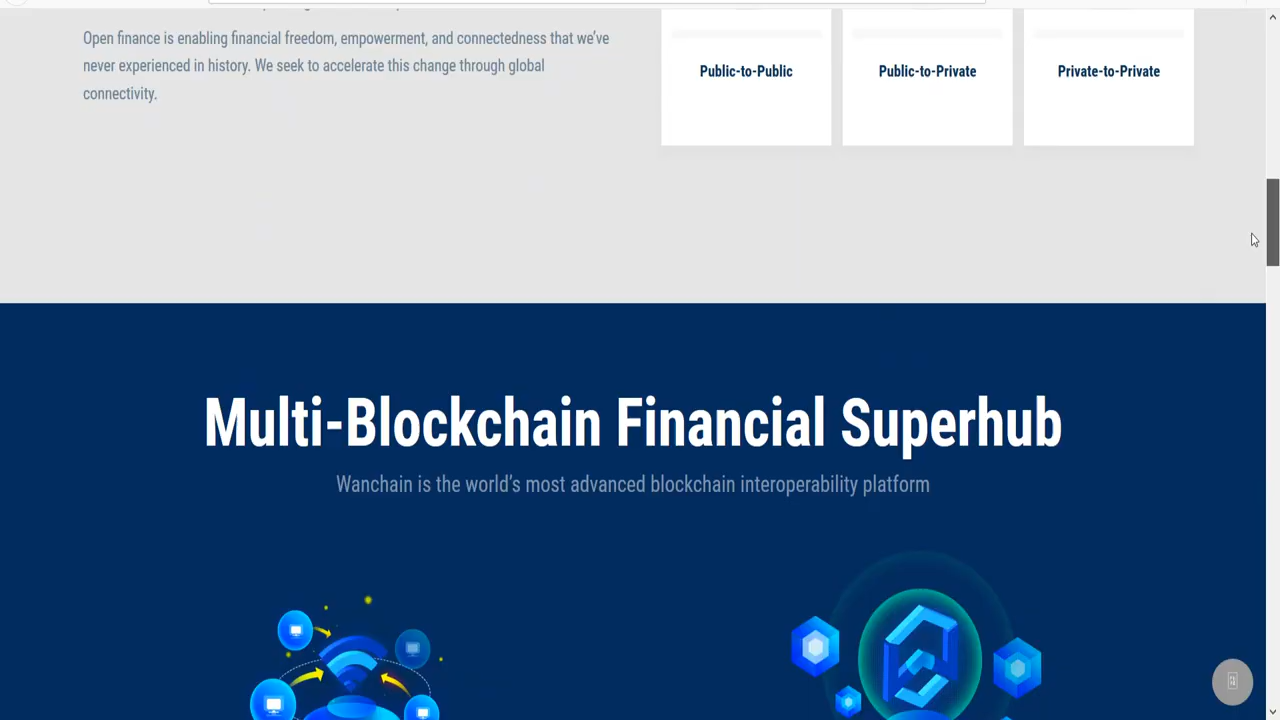 Open finance is enabling financial freedom, empowerment, and connectedness that we've
never experienced in history. We seek to accelerate this change through global
connectivity.
Public-to-Public
Public-to-Private
Private-to-Private
Multi-Blockchain Financial Superhub
Wanchain is the world's most advanced blockchain interoperability platform